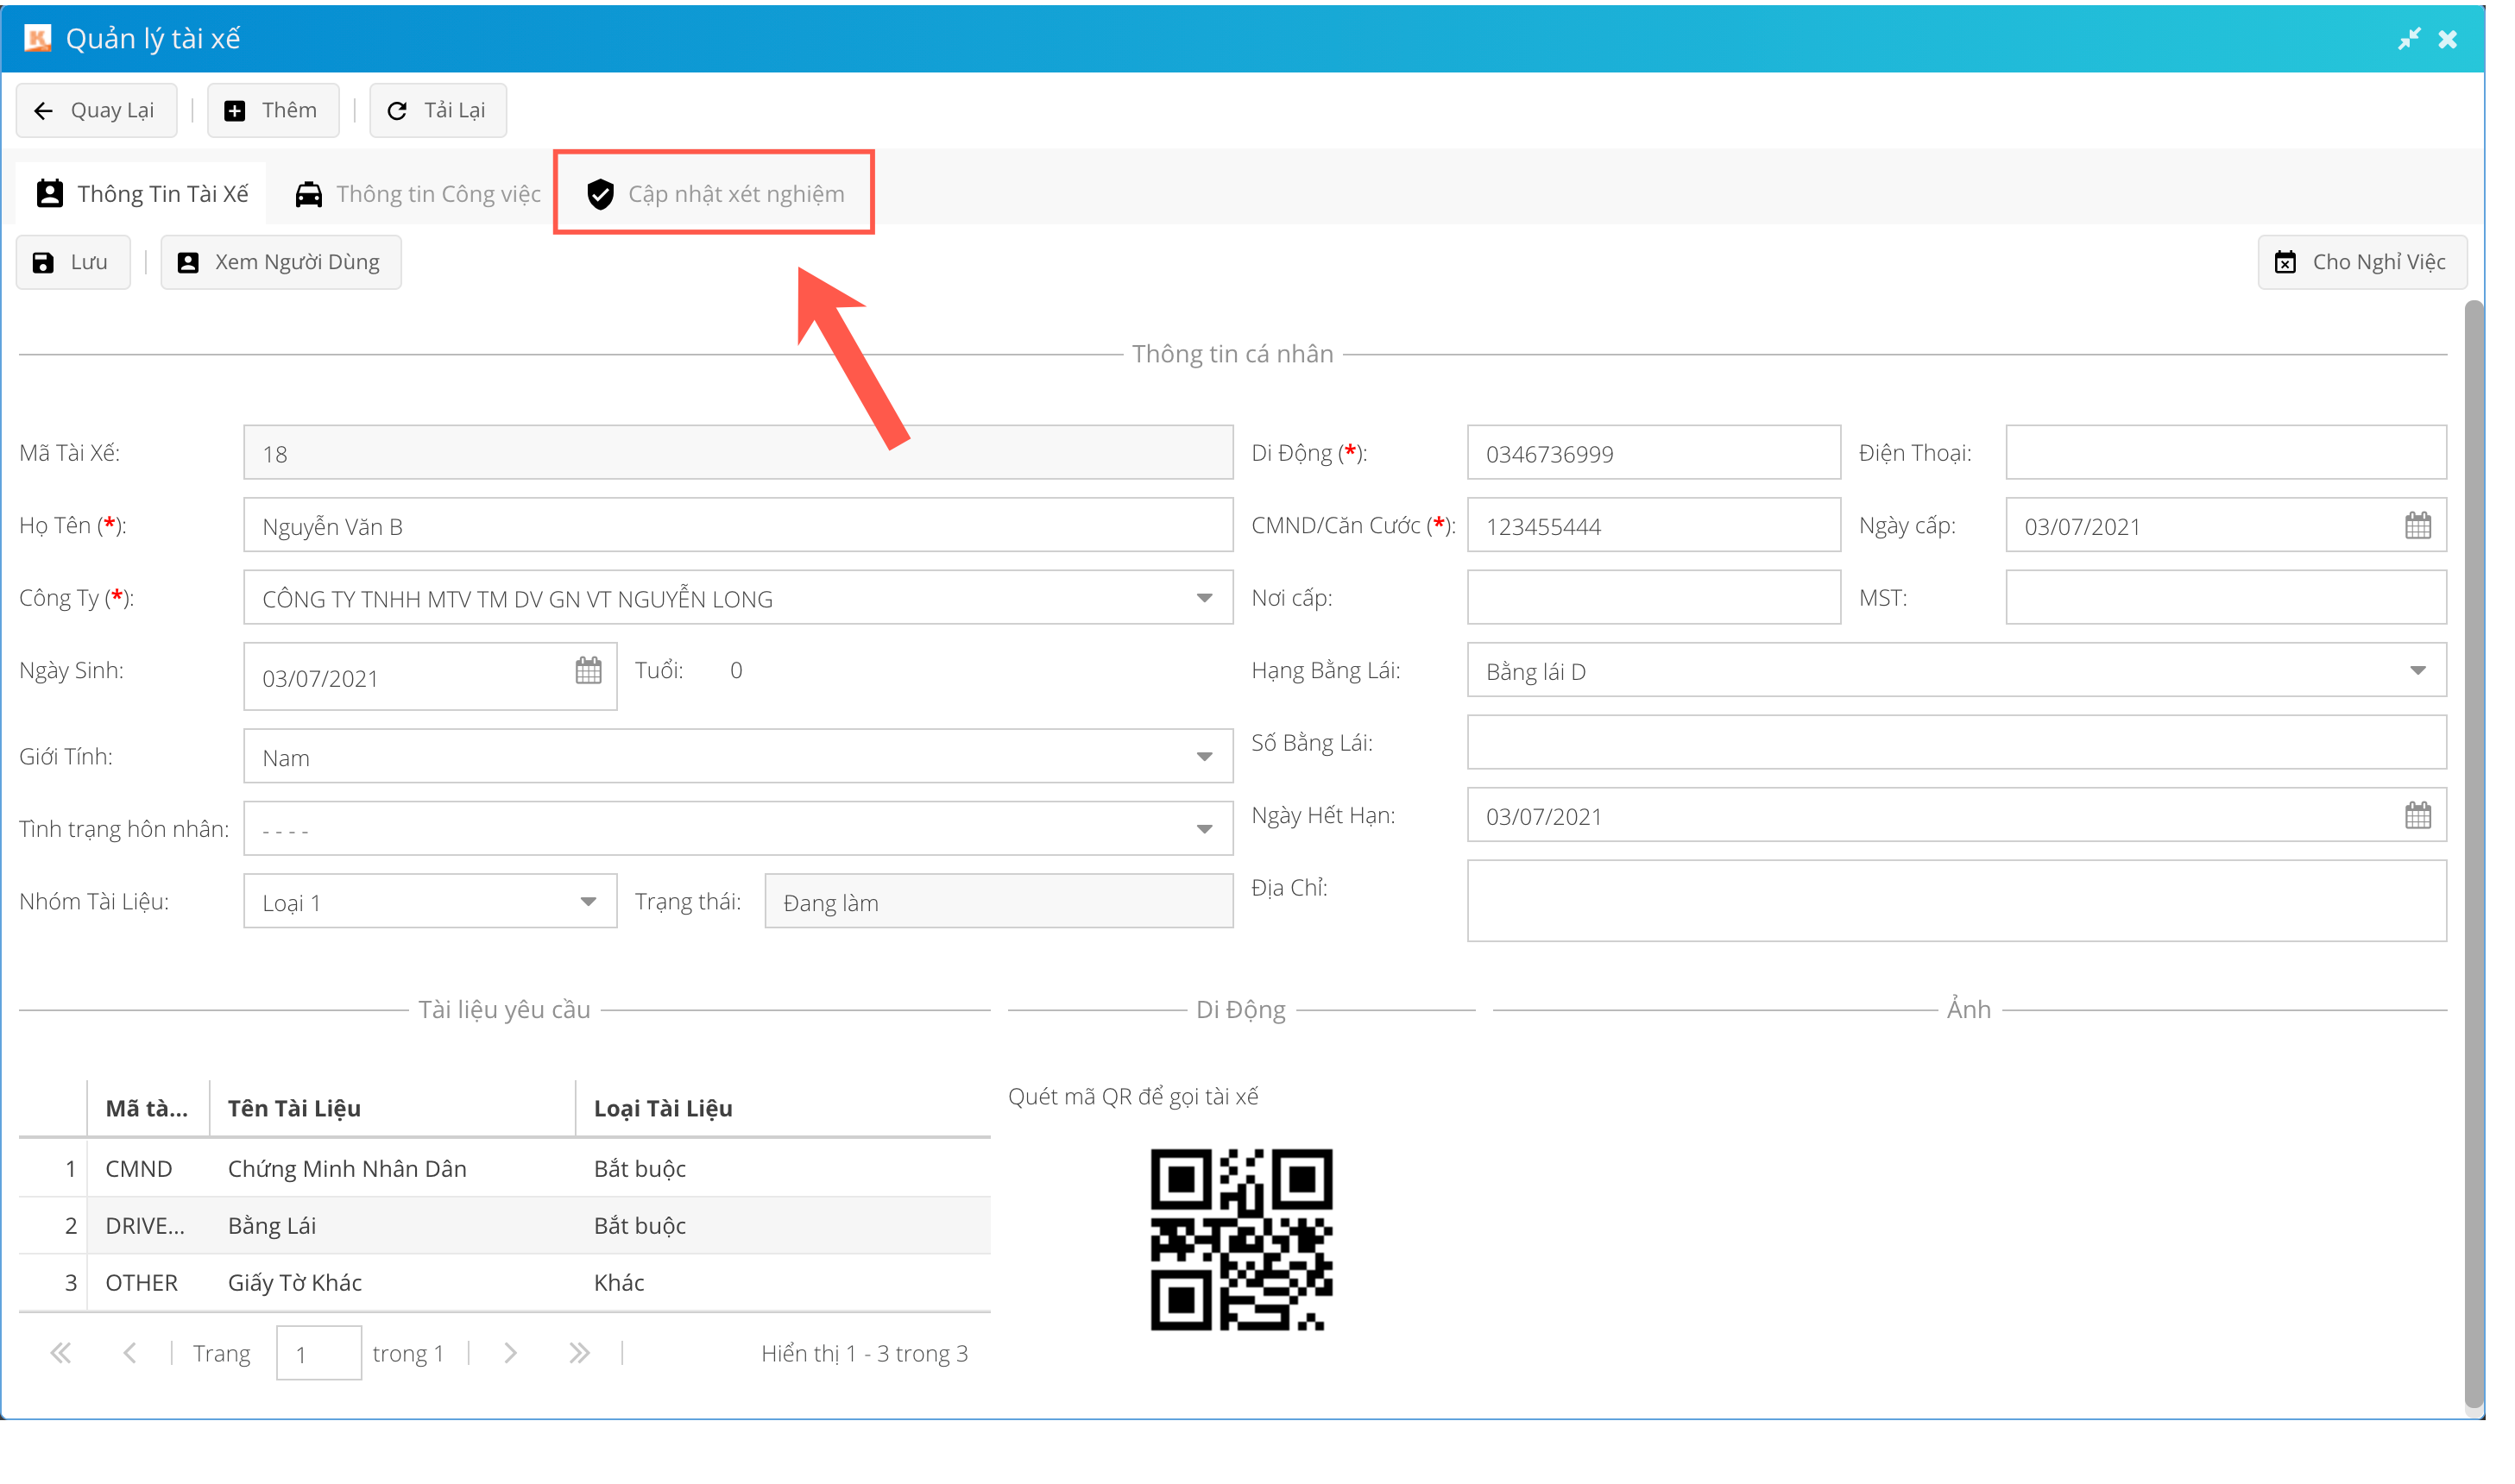 Quản lý tài xế
Quay Lại Thêm Tải Lại
Thông Tin Tài Xế Thông tin Công việc Cập nhật xét nghiệm
Lưu Xem Người Dùng Cho Nghỉ Việc
Thông tin cá nhân
Mã Tài Xế: 18 Di Động (*): 0346736999 Điện Thoại:
Họ Tên (*): Nguyễn Văn B CMND/Căn Cước (*): 123455444 Ngày cấp: 03/07/2021
Công Ty (*): CÔNG TY TNHH MTV TM DV GN VT NGUYỄN LONG Nơi cấp: MST:
Ngày Sinh: 03/07/2021 Tuổi: 0 Hạng Bằng Lái: Bằng lái D
Giới Tính: Nam Số Bằng Lái:
Tình trạng hôn nhân: - - - - Ngày Hết Hạn: 03/07/2021
Nhóm Tài Liệu: Loại 1 Trạng thái: Đang làm Địa Chỉ:
Tài liệu yêu cầu Di Động Ảnh
Mã tà... Tên Tài Liệu Loại Tài Liệu
Quét mã QR để gọi tài xế
1 CMND Chứng Minh Nhân Dân Bắt buộc
2 DRIVE... Bằng Lái Bắt buộc
3 OTHER Giấy Tờ Khác Khác
Trang 1 trong 1 Hiển thị 1 - 3 trong 3